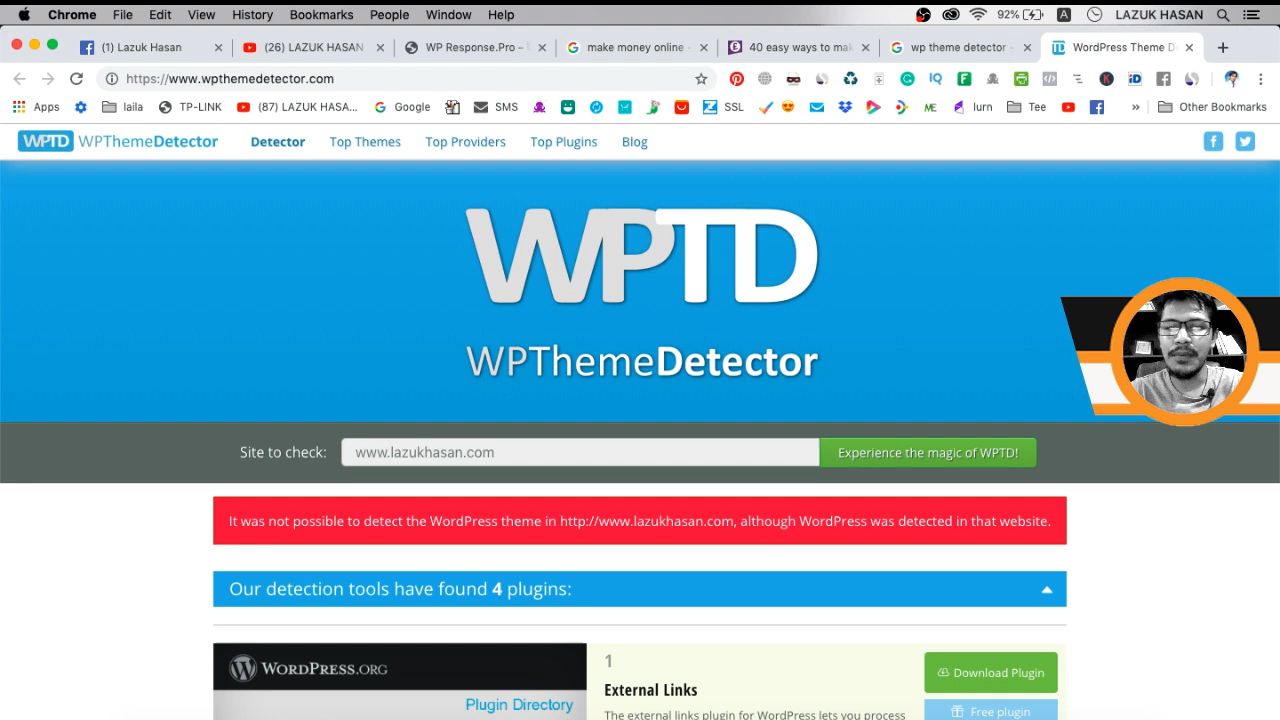 Chrome File Edit View History Bookmarks People Window Help 92% A LAZUK HASAN
(1) Lazuk Hasan
(26) LAZUK HASAN
WP Response.Pro –
make money online -
40 easy ways to mak
wp theme detector -
WordPress Theme D
https://www.wpthemedetector.com
Apps laila TP-LINK (87) LAZUK HASA... Google SMS SSL ME lurn Tee » Other Bookmarks
WPTD WPThemeDetector Detector Top Themes Top Providers Top Plugins Blog
WPTD
WPThemeDetector
Site to check: www.lazukhasan.com Experience the magic of WPTD!
It was not possible to detect the WordPress theme in http://www.lazukhasan.com, although WordPress was detected in that website.
Our detection tools have found 4 plugins:
WORDPRESS.ORG
Plugin Directory
1
External Links
The external links plugin for WordPress lets you process
Download Plugin
Free plugin